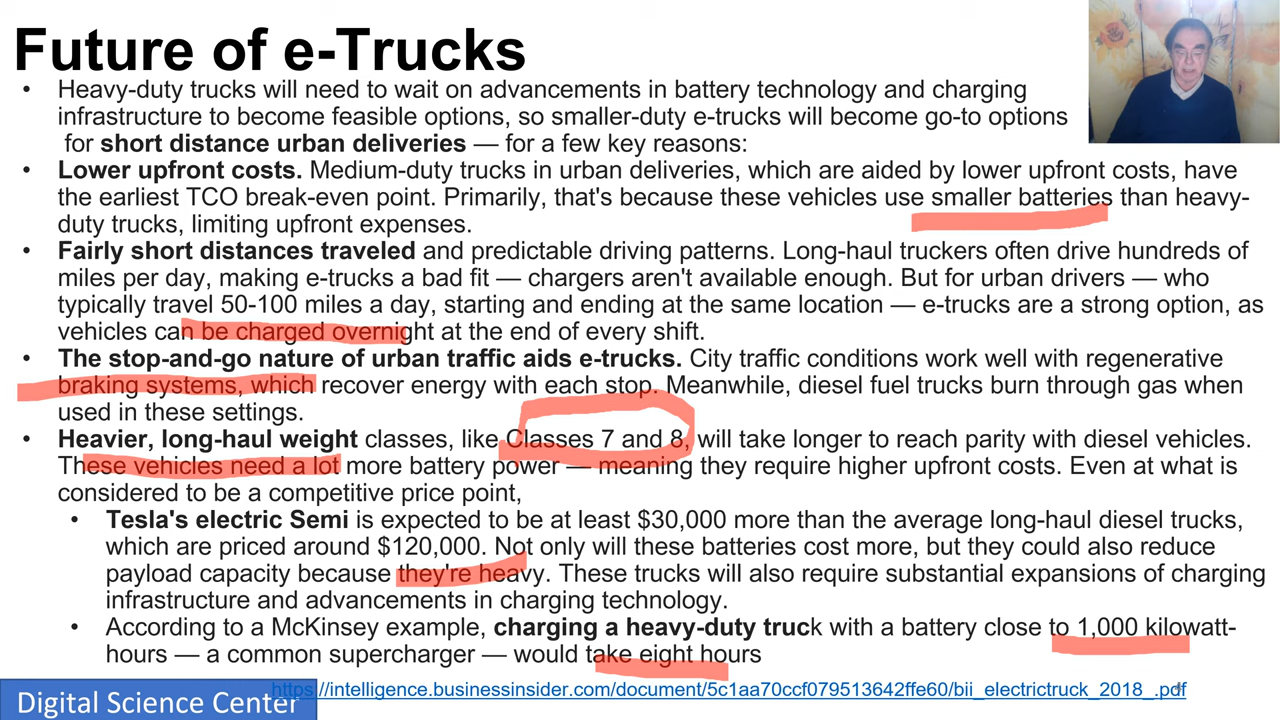 Future of e-Trucks
• Heavy-duty trucks will need to wait on advancements in battery technology and charging
infrastructure to become feasible options, so smaller-duty e-trucks will become go-to options
for short distance urban deliveries — for a few key reasons:
• Lower upfront costs. Medium-duty trucks in urban deliveries, which are aided by lower upfront costs, have
the earliest TCO break-even point. Primarily, that's because these vehicles use smaller batteries than heavy-
duty trucks, limiting upfront expenses.
• Fairly short distances traveled and predictable driving patterns. Long-haul truckers often drive hundreds of
miles per day, making e-trucks a bad fit — chargers aren't available enough. But for urban drivers — who
typically travel 50-100 miles a day, starting and ending at the same location — e-trucks are a strong option, as
vehicles can be charged overnight at the end of every shift.
• The stop-and-go nature of urban traffic aids e-trucks. City traffic conditions work well with regenerative
braking systems, which recover energy with each stop. Meanwhile, diesel fuel trucks burn through gas when
used in these settings.
• Heavier, long-haul weight classes, like Classes 7 and 8, will take longer to reach parity with diesel vehicles.
These vehicles need a lot more battery power — meaning they require higher upfront costs. Even at what is
considered to be a competitive price point,
• Tesla's electric Semi is expected to be at least $30,000 more than the average long-haul diesel trucks,
which are priced around $120,000. Not only will these batteries cost more, but they could also reduce
payload capacity because they're heavy. These trucks will also require substantial expansions of charging
infrastructure and advancements in charging technology.
• According to a McKinsey example, charging a heavy-duty truck with a battery close to 1,000 kilowatt-
hours — a common supercharger — would take eight hours
https://intelligence.businessinsider.com/document/5c1aa70ccf079513642ffe60/bii_electrictruck_2018_.pdf
Digital Science Center